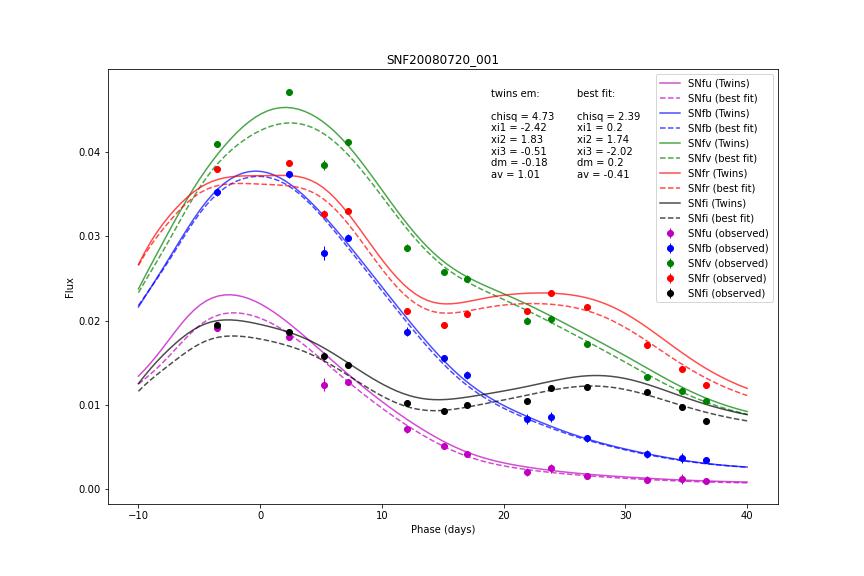 SNF20080720_001
twins em:
chisq = 4.73
xi1 = -2.42
xi2 = 1.83
xi3 = -0.51
dm = -0.18
av = 1.01
best fit:
chisq = 2.39
xi1 = 0.2
xi2 = 1.74
xi3 = -2.02
dm = 0.2
av = -0.41
SNfu (Twins)
SNfu (best fit)
SNfb (Twins)
SNfb (best fit)
SNfv (Twins)
SNfv (best fit)
SNfr (Twins)
SNfr (best fit)
SNfi (Twins)
SNfi (best fit)
SNfu (observed)
SNfb (observed)
SNfv (observed)
SNfr (observed)
SNfi (observed)
Flux
0.04
0.03
0.02
0.01
0.00
−10
0
10
20
30
40
Phase (days)